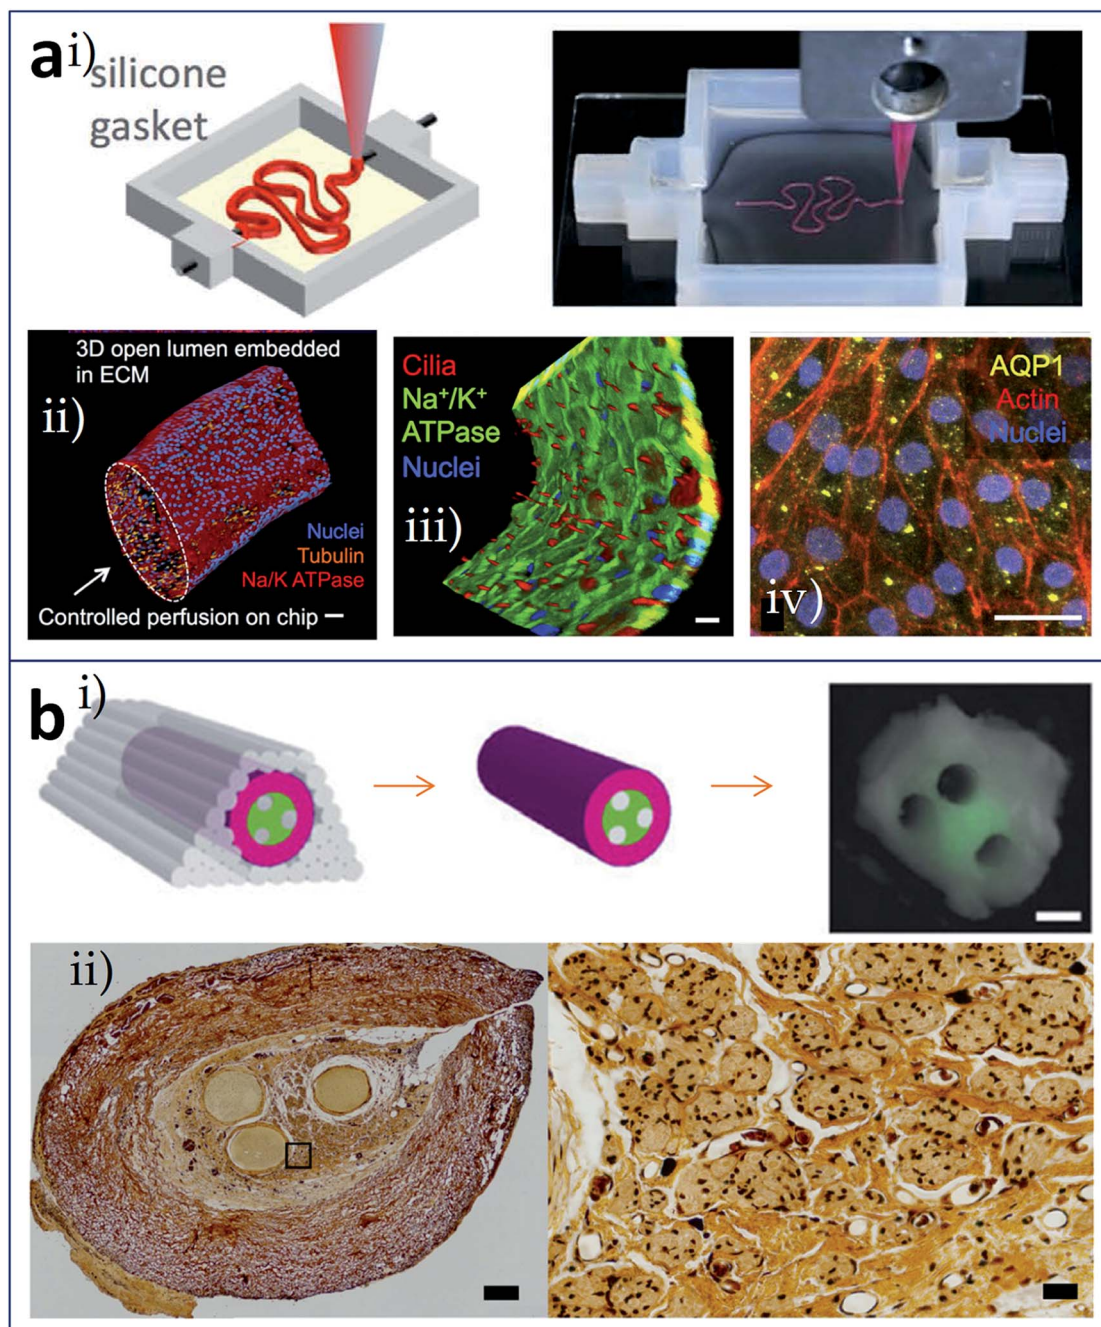 a i)
silicone
gasket
3D open lumen embedded
in ECM
ii)
Nuclei
Tubulin
Na/K ATPase
Controlled perfusion on chip
Cilia
Na⁺/K⁺
ATPase
Nuclei
iii)
AQP1
Actin
Nuclei
iv)
b i)
ii)